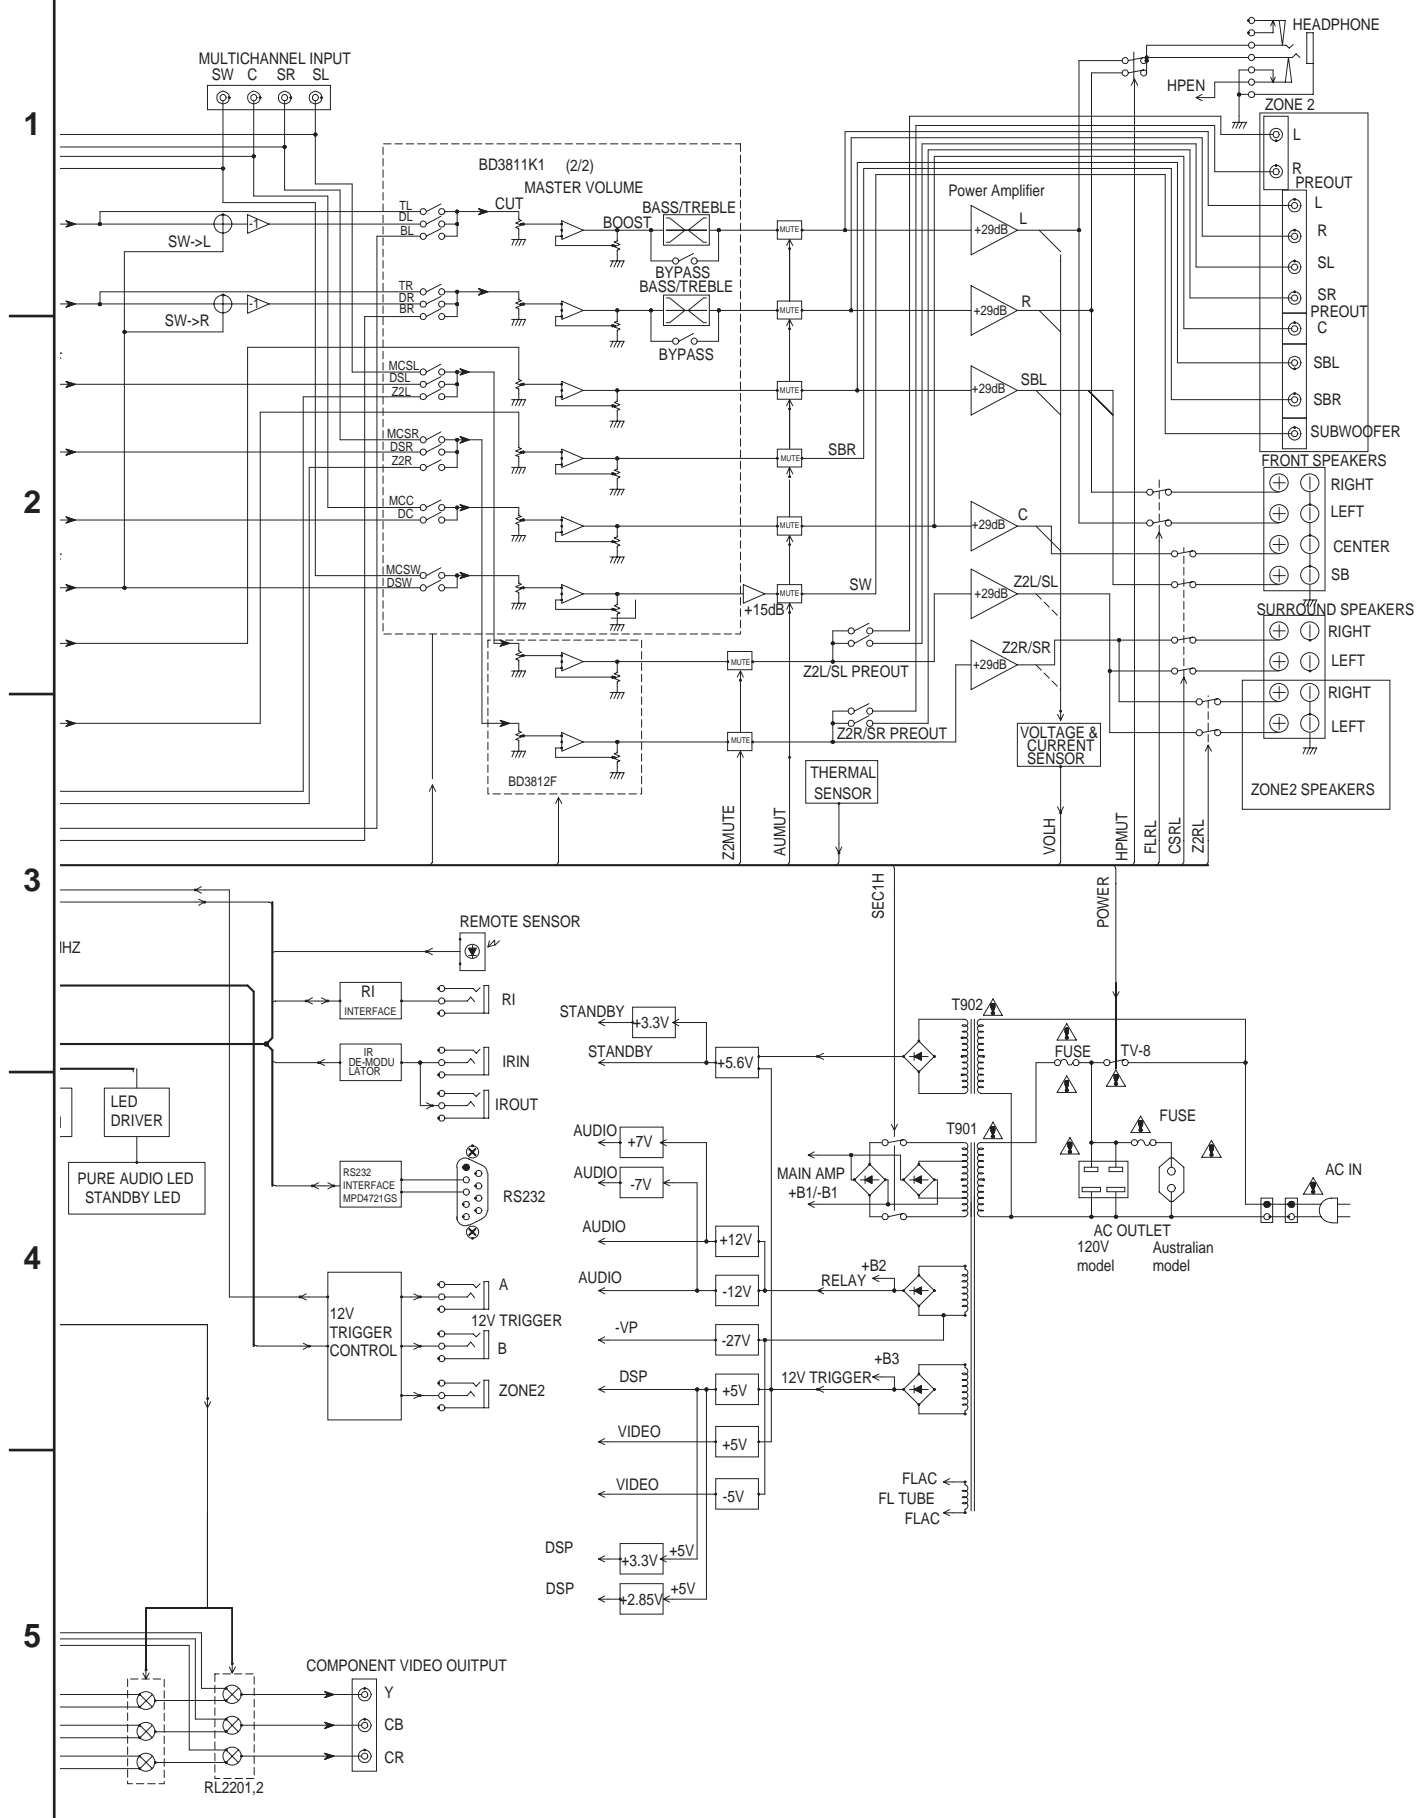 HEADPHONE
MULTICHANNEL INPUT
SW C SR SL
HPEN
1
ZONE 2
L
R
PREOUT
BD3811K1 (2/2)
MASTER VOLUME
Power Amplifier
TL
DL
BL
CUT
BOOST
BASS/TREBLE
BYPASS
MUTE
+29dB
L
L
R
SL
SR
PREOUT
C
SBL
SBR
SUBWOOFER
-1
SW->L
TR
DR
BR
BASS/TREBLE
BYPASS
MUTE
+29dB
R
-1
SW->R
MCSL
DSL
Z2L
MUTE
+29dB
SBL
MCSR
DSR
Z2R
MUTE
SBR
2
MCC
DC
MUTE
+29dB
C
MCSW
DSW
+15dB
MUTE
SW
+29dB
Z2L/SL
FRONT SPEAKERS
RIGHT
LEFT
CENTER
SB
SURROUND SPEAKERS
RIGHT
LEFT
RIGHT
LEFT
ZONE2 SPEAKERS
MUTE
Z2L/SL PREOUT
+29dB
Z2R/SR
MUTE
Z2R/SR PREOUT
BD3812F
VOLTAGE &
CURRENT
SENSOR
THERMAL
SENSOR
Z2MUTE
AUMUT
VOLH
HPMUT
FLRL
CSRL
Z2RL
3
SEC1H
POWER
IHZ
REMOTE SENSOR
RI
INTERFACE
RI
IR
DE-MODU
LATOR
IRIN
IROUT
LED
DRIVER
PURE AUDIO LED
STANDBY LED
RS232
INTERFACE
MPD4721GS
RS232
STANDBY
+3.3V
STANDBY
+5.6V
T902
FUSE
TV-8
AUDIO
+7V
AUDIO
-7V
MAIN AMP
+B1/-B1
T901
FUSE
AC IN
AC OUTLET
120V
model
Australian
model
4
AUDIO
+12V
AUDIO
-12V
RELAY
+B2
12V
TRIGGER
CONTROL
A
12V TRIGGER
B
ZONE2
-VP
-27V
DSP
+5V
12V TRIGGER
+B3
VIDEO
+5V
VIDEO
-5V
FLAC
FL TUBE
FLAC
DSP
+3.3V
+5V
DSP
+2.85V
+5V
5
COMPONENT VIDEO OUITPUT
Y
CB
CR
RL2201,2